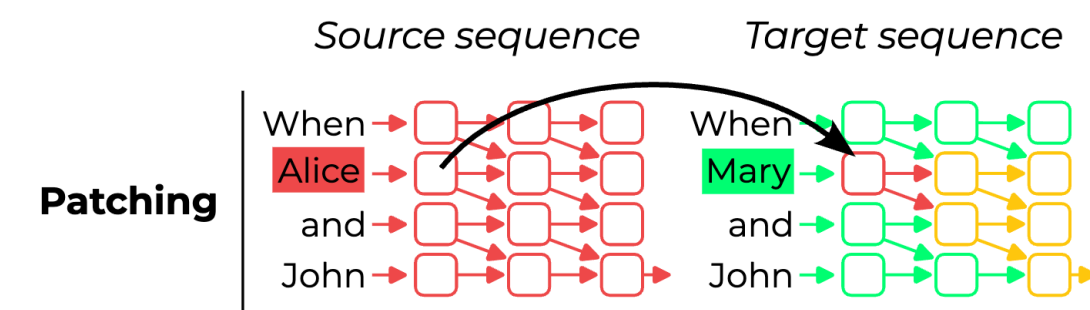 Source sequence
Target sequence
Patching
When
Alice
and
John
When
Mary
and
John